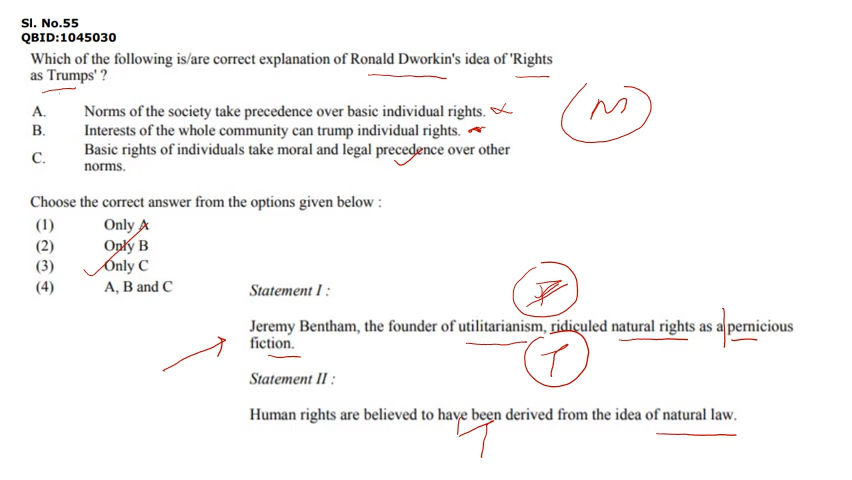 Sl. No.55
QBID:1045030
Which of the following is/are correct explanation of Ronald Dworkin's idea of 'Rights
as Trumps' ?
A. Norms of the society take precedence over basic individual rights.
B. Interests of the whole community can trump individual rights.
C. Basic rights of individuals take moral and legal precedence over other
norms.
M
Choose the correct answer from the options given below :
(1) Only A
(2) Only B
(3) Only C
(4) A, B and C
Statement I :
Jeremy Bentham, the founder of utilitarianism, ridiculed natural rights as a pernicious
fiction.
T
Statement II :
Human rights are believed to have been derived from the idea of natural law.
T